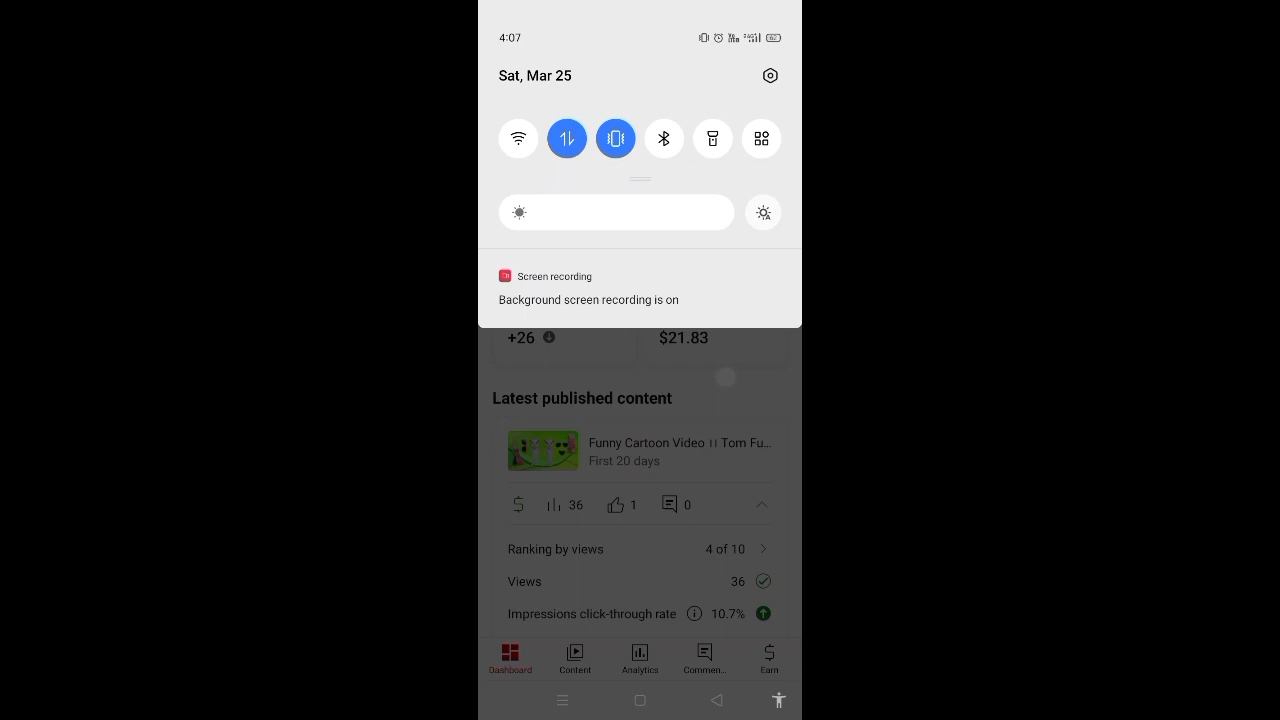 4:07
62
Sat, Mar 25
Screen recording
Background screen recording is on
+26
$21.83
Latest published content
Funny Cartoon Video ।। Tom Fu...
First 20 days
36
1
0
Ranking by views
4 of 10
Views
36
Impressions click-through rate
10.7%
Dashboard
Content
Analytics
Commen...
Earn